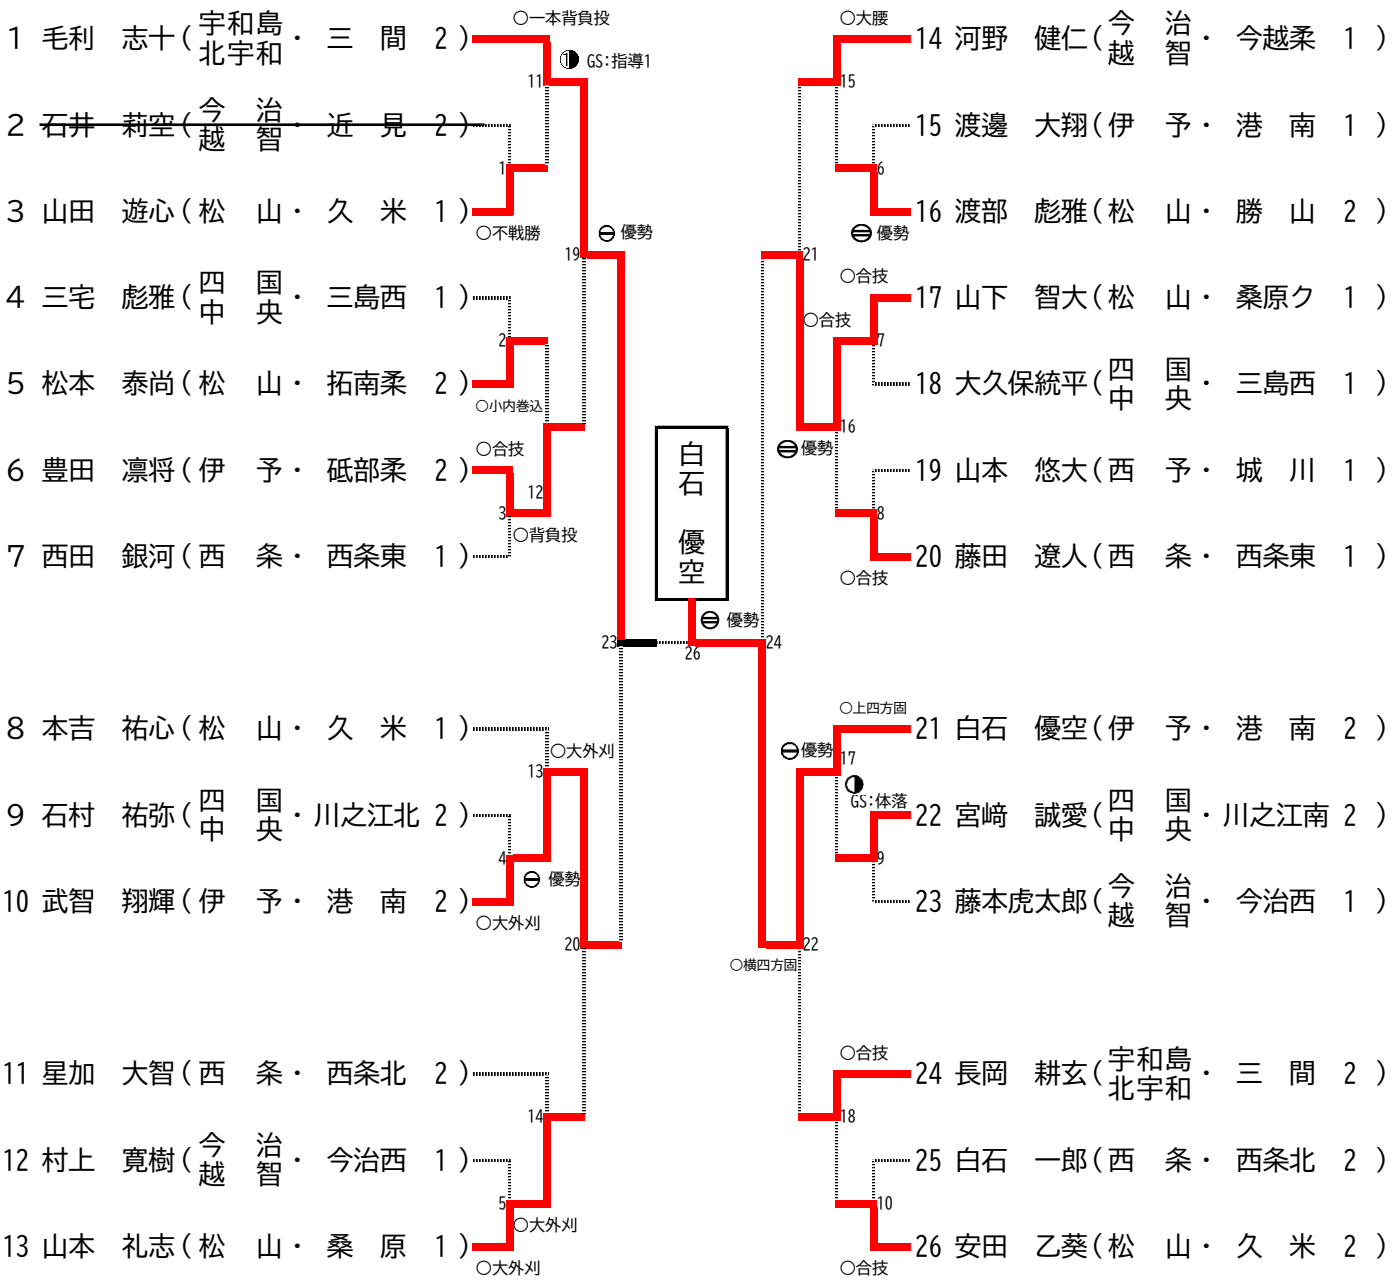 1 毛利 志十(宇和島北宇和・三間 2)
2 石井 莉空(今治越智・近見 2)
3 山田 遊心(松山・久米 1)
4 三宅 彪雅(四国中央・三島西 1)
5 松本 泰尚(松山・拓南柔 2)
6 豊田 凛将(伊予・砥部柔 2)
7 西田 銀河(西条・西条東 1)
8 本吉 祐心(松山・久米 1)
9 石村 祐弥(四国中央・川之江北 2)
10 武智 翔輝(伊予・港南 2)
11 星加 大智(西条・西条北 2)
12 村上 寛樹(今治越智・今治西 1)
13 山本 礼志(松山・桑原 1)
○一本背負投
GS:指導1
11
1
○不戦勝
優勢
19
2
○小内巻込
○合技
12
3
○背負投
23
○大外刈
13
4
優勢
○大外刈
20
14
5
○大外刈
○大外刈
白石 優空
優勢
26
24
○大腰
15
6
優勢
21
○合技
○合技
7
16
優勢
8
○合技
○上四方固
優勢
17
GS:体落
9
22
○横四方固
○合技
18
10
○合技
14 河野 健仁(今治越智・今越柔 1)
15 渡邊 大翔(伊予・港南 1)
16 渡部 彪雅(松山・勝山 2)
17 山下 智大(松山・桑原ク 1)
18 大久保統平(四国中央・三島西 1)
19 山本 悠大(西予・城川 1)
20 藤田 遼人(西条・西条東 1)
21 白石 優空(伊予・港南 2)
22 宮﨑 誠愛(四国中央・川之江南 2)
23 藤本虎太郎(今治越智・今治西 1)
24 長岡 耕玄(宇和島北宇和・三間 2)
25 白石 一郎(西条・西条北 2)
26 安田 乙葵(松山・久米 2)